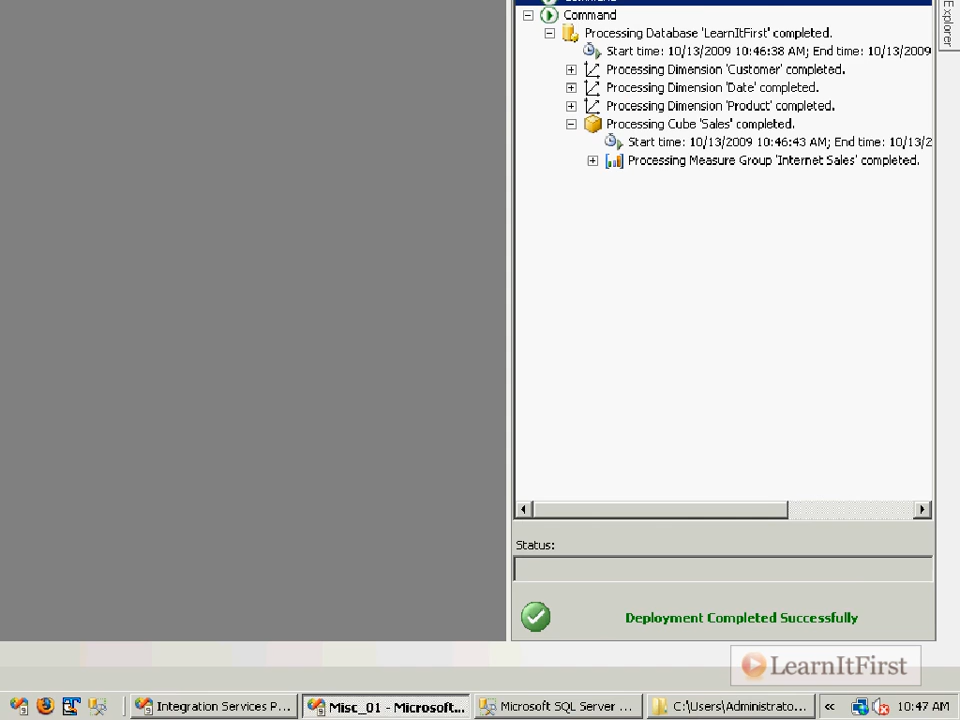 Command
Processing Database 'LearnItFirst' completed.
Start time: 10/13/2009 10:46:38 AM; End time: 10/13/2009
Processing Dimension 'Customer' completed.
Processing Dimension 'Date' completed.
Processing Dimension 'Product' completed.
Processing Cube 'Sales' completed.
Start time: 10/13/2009 10:46:43 AM; End time: 10/13/2
Processing Measure Group 'Internet Sales' completed.
Explorer
Status:
Deployment Completed Successfully
LearnItFirst
Integration Services P...
Misc_01 - Microsoft...
Microsoft SQL Server ...
C:\Users\Administrato...
«
10:47 AM